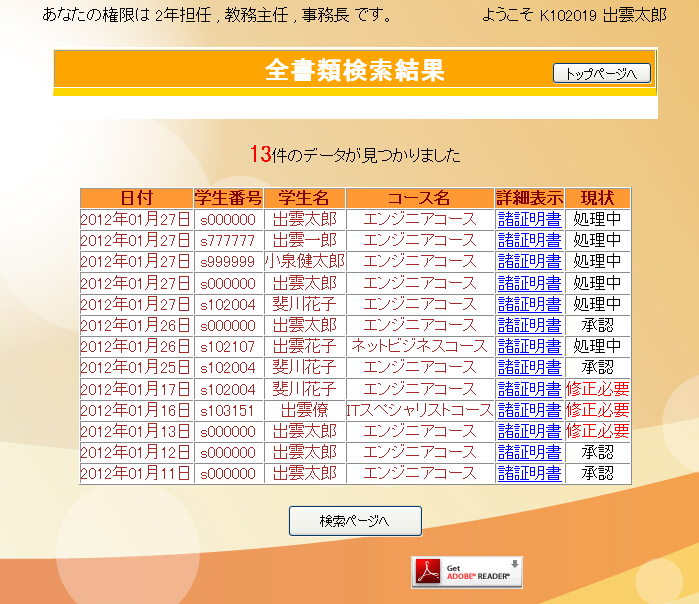 あなたの権限は 2年担任 , 教務主任 , 事務長 です。 ようこそ K102019 出雲太郎
全書類検索結果 トップページへ
13件のデータが見つかりました
日付 学生番号 学生名 コース名 詳細表示 現状
2012年01月27日 s000000 出雲太郎 エンジニアコース 諸証明書 処理中
2012年01月27日 s777777 出雲一郎 エンジニアコース 諸証明書 処理中
2012年01月27日 s999999 小泉健太郎 エンジニアコース 諸証明書 処理中
2012年01月27日 s000000 出雲太郎 エンジニアコース 諸証明書 処理中
2012年01月27日 s102004 斐川花子 エンジニアコース 諸証明書 処理中
2012年01月26日 s000000 出雲太郎 エンジニアコース 諸証明書 承認
2012年01月26日 s102107 出雲花子 ネットビジネスコース 諸証明書 処理中
2012年01月25日 s102004 斐川花子 エンジニアコース 諸証明書 承認
2012年01月17日 s102004 斐川花子 エンジニアコース 諸証明書 修正必要
2012年01月16日 s103151 出雲僚 ITスペシャリストコース 諸証明書 修正必要
2012年01月13日 s000000 出雲太郎 エンジニアコース 諸証明書 修正必要
2012年01月12日 s000000 出雲太郎 エンジニアコース 諸証明書 承認
2012年01月11日 s000000 出雲太郎 エンジニアコース 諸証明書 承認
検索ページへ
Get
ADOBE® READER®